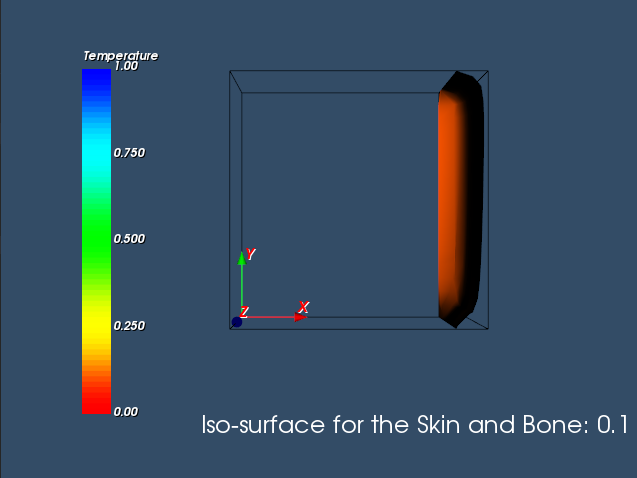 Temperature
1.00
0.750
0.500
0.250
0.00
Y
Z
X
Iso-surface for the Skin and Bone: 0.1